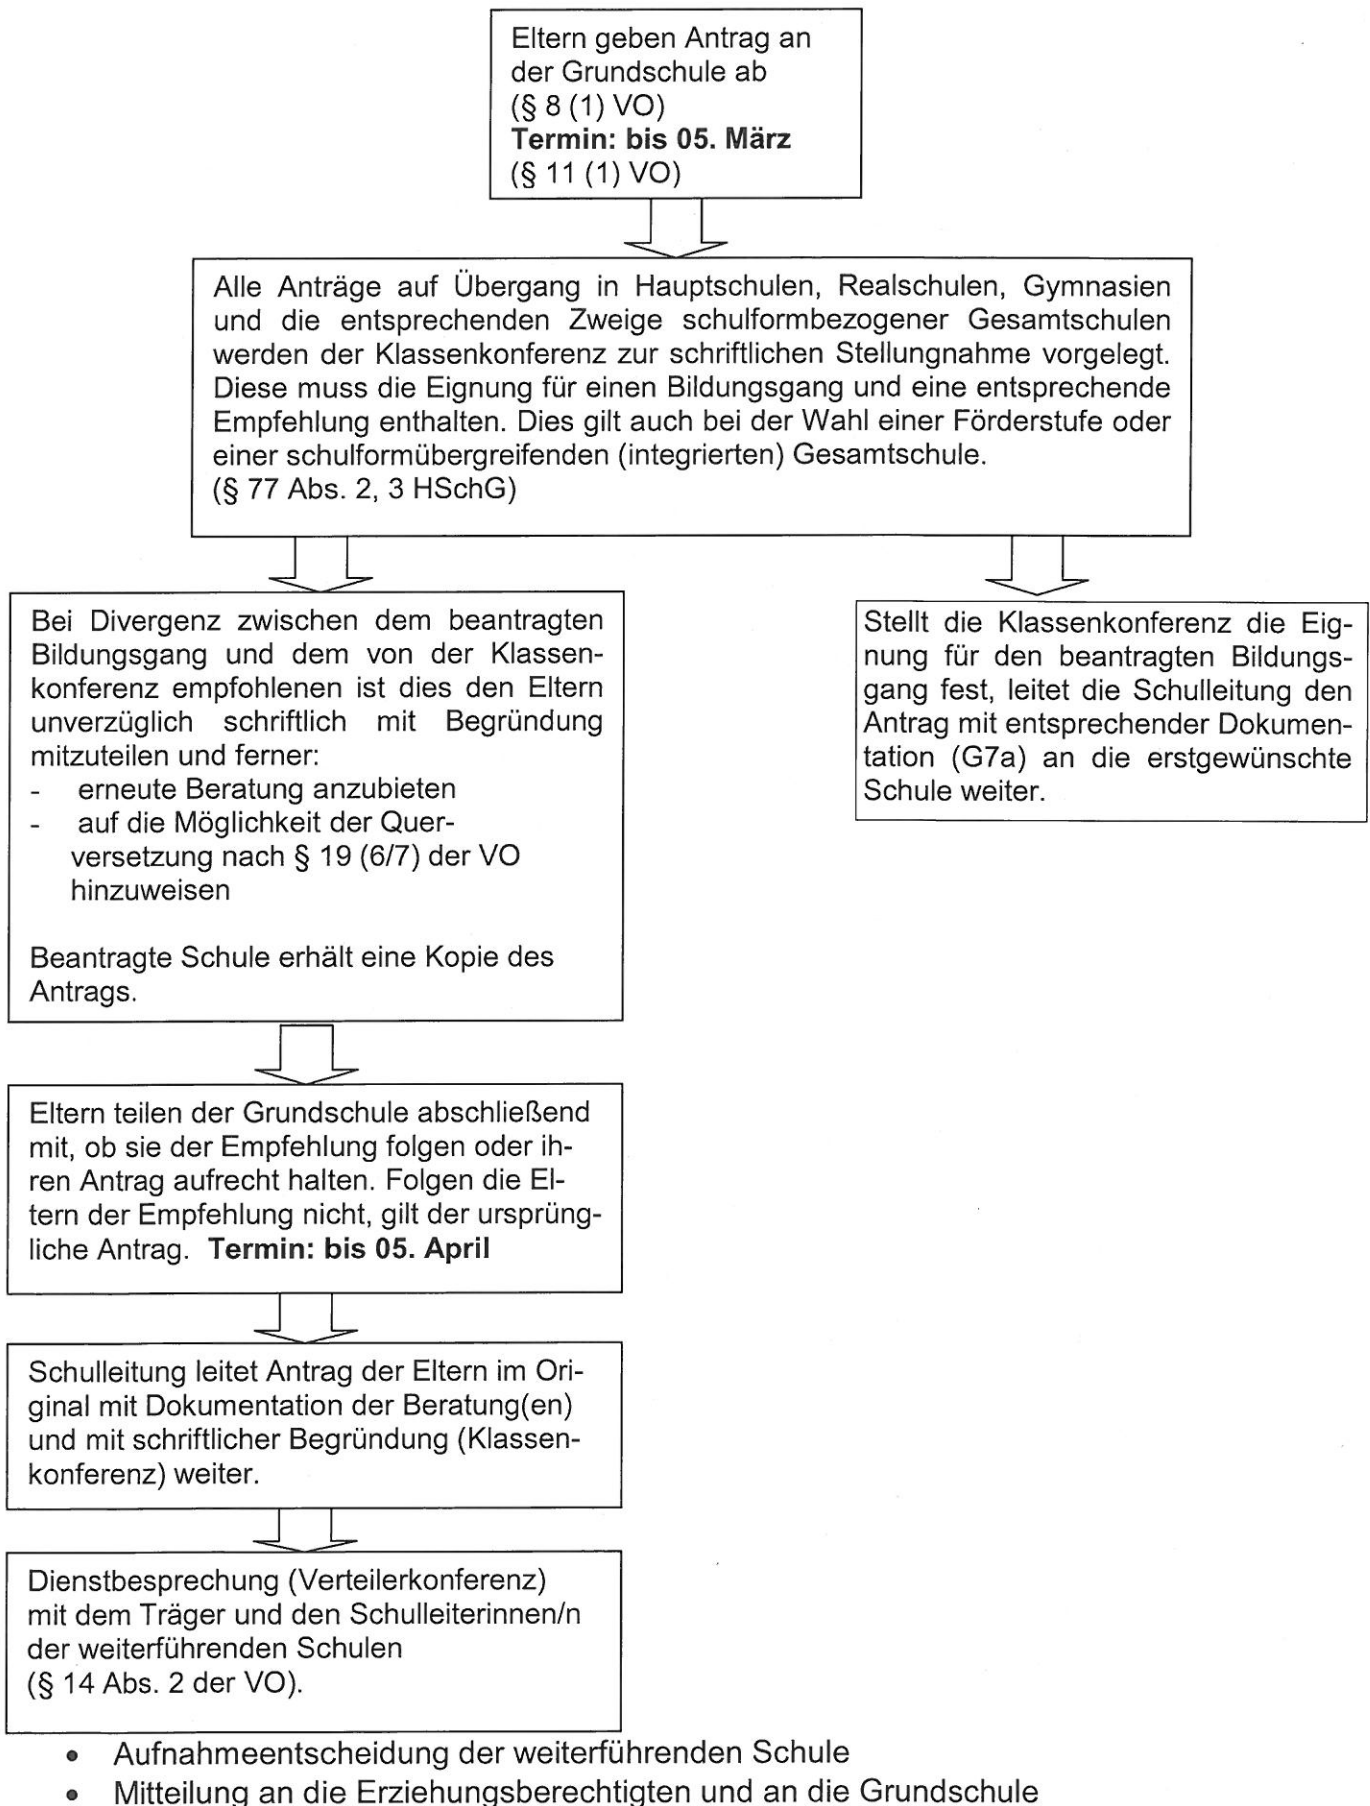 Eltern geben Antrag an
der Grundschule ab
(§ 8 (1) VO)
Termin: bis 05. März
(§ 11 (1) VO)
Alle Anträge auf Übergang in Hauptschulen, Realschulen, Gymnasien
und die entsprechenden Zweige schulformbezogener Gesamtschulen
werden der Klassenkonferenz zur schriftlichen Stellungnahme vorgelegt.
Diese muss die Eignung für einen Bildungsgang und eine entsprechende
Empfehlung enthalten. Dies gilt auch bei der Wahl einer Förderstufe oder
einer schulformübergreifenden (integrierten) Gesamtschule.
(§ 77 Abs. 2, 3 HSchG)
Bei Divergenz zwischen dem beantragten
Bildungsgang und dem von der Klassen-
konferenz empfohlenen ist dies den Eltern
unverzüglich schriftlich mit Begründung
mitzuteilen und ferner:
- erneute Beratung anzubieten
- auf die Möglichkeit der Quer-
versetzung nach § 19 (6/7) der VO
hinzuweisen
Beantragte Schule erhält eine Kopie des
Antrags.
Stellt die Klassenkonferenz die Eig-
nung für den beantragten Bildungs-
gang fest, leitet die Schulleitung den
Antrag mit entsprechender Dokumen-
tation (G7a) an die erstgewünschte
Schule weiter.
Eltern teilen der Grundschule abschließend
mit, ob sie der Empfehlung folgen oder ih-
ren Antrag aufrecht halten. Folgen die El-
tern der Empfehlung nicht, gilt der ursprüng-
liche Antrag. Termin: bis 05. April
Schulleitung leitet Antrag der Eltern im Ori-
ginal mit Dokumentation der Beratung(en)
und mit schriftlicher Begründung (Klassen-
konferenz) weiter.
Dienstbesprechung (Verteilerkonferenz)
mit dem Träger und den Schulleiterinnen/n
der weiterführenden Schulen
(§ 14 Abs. 2 der VO).
• Aufnahmeentscheidung der weiterführenden Schule
• Mitteilung an die Erziehungsberechtigten und an die Grundschule